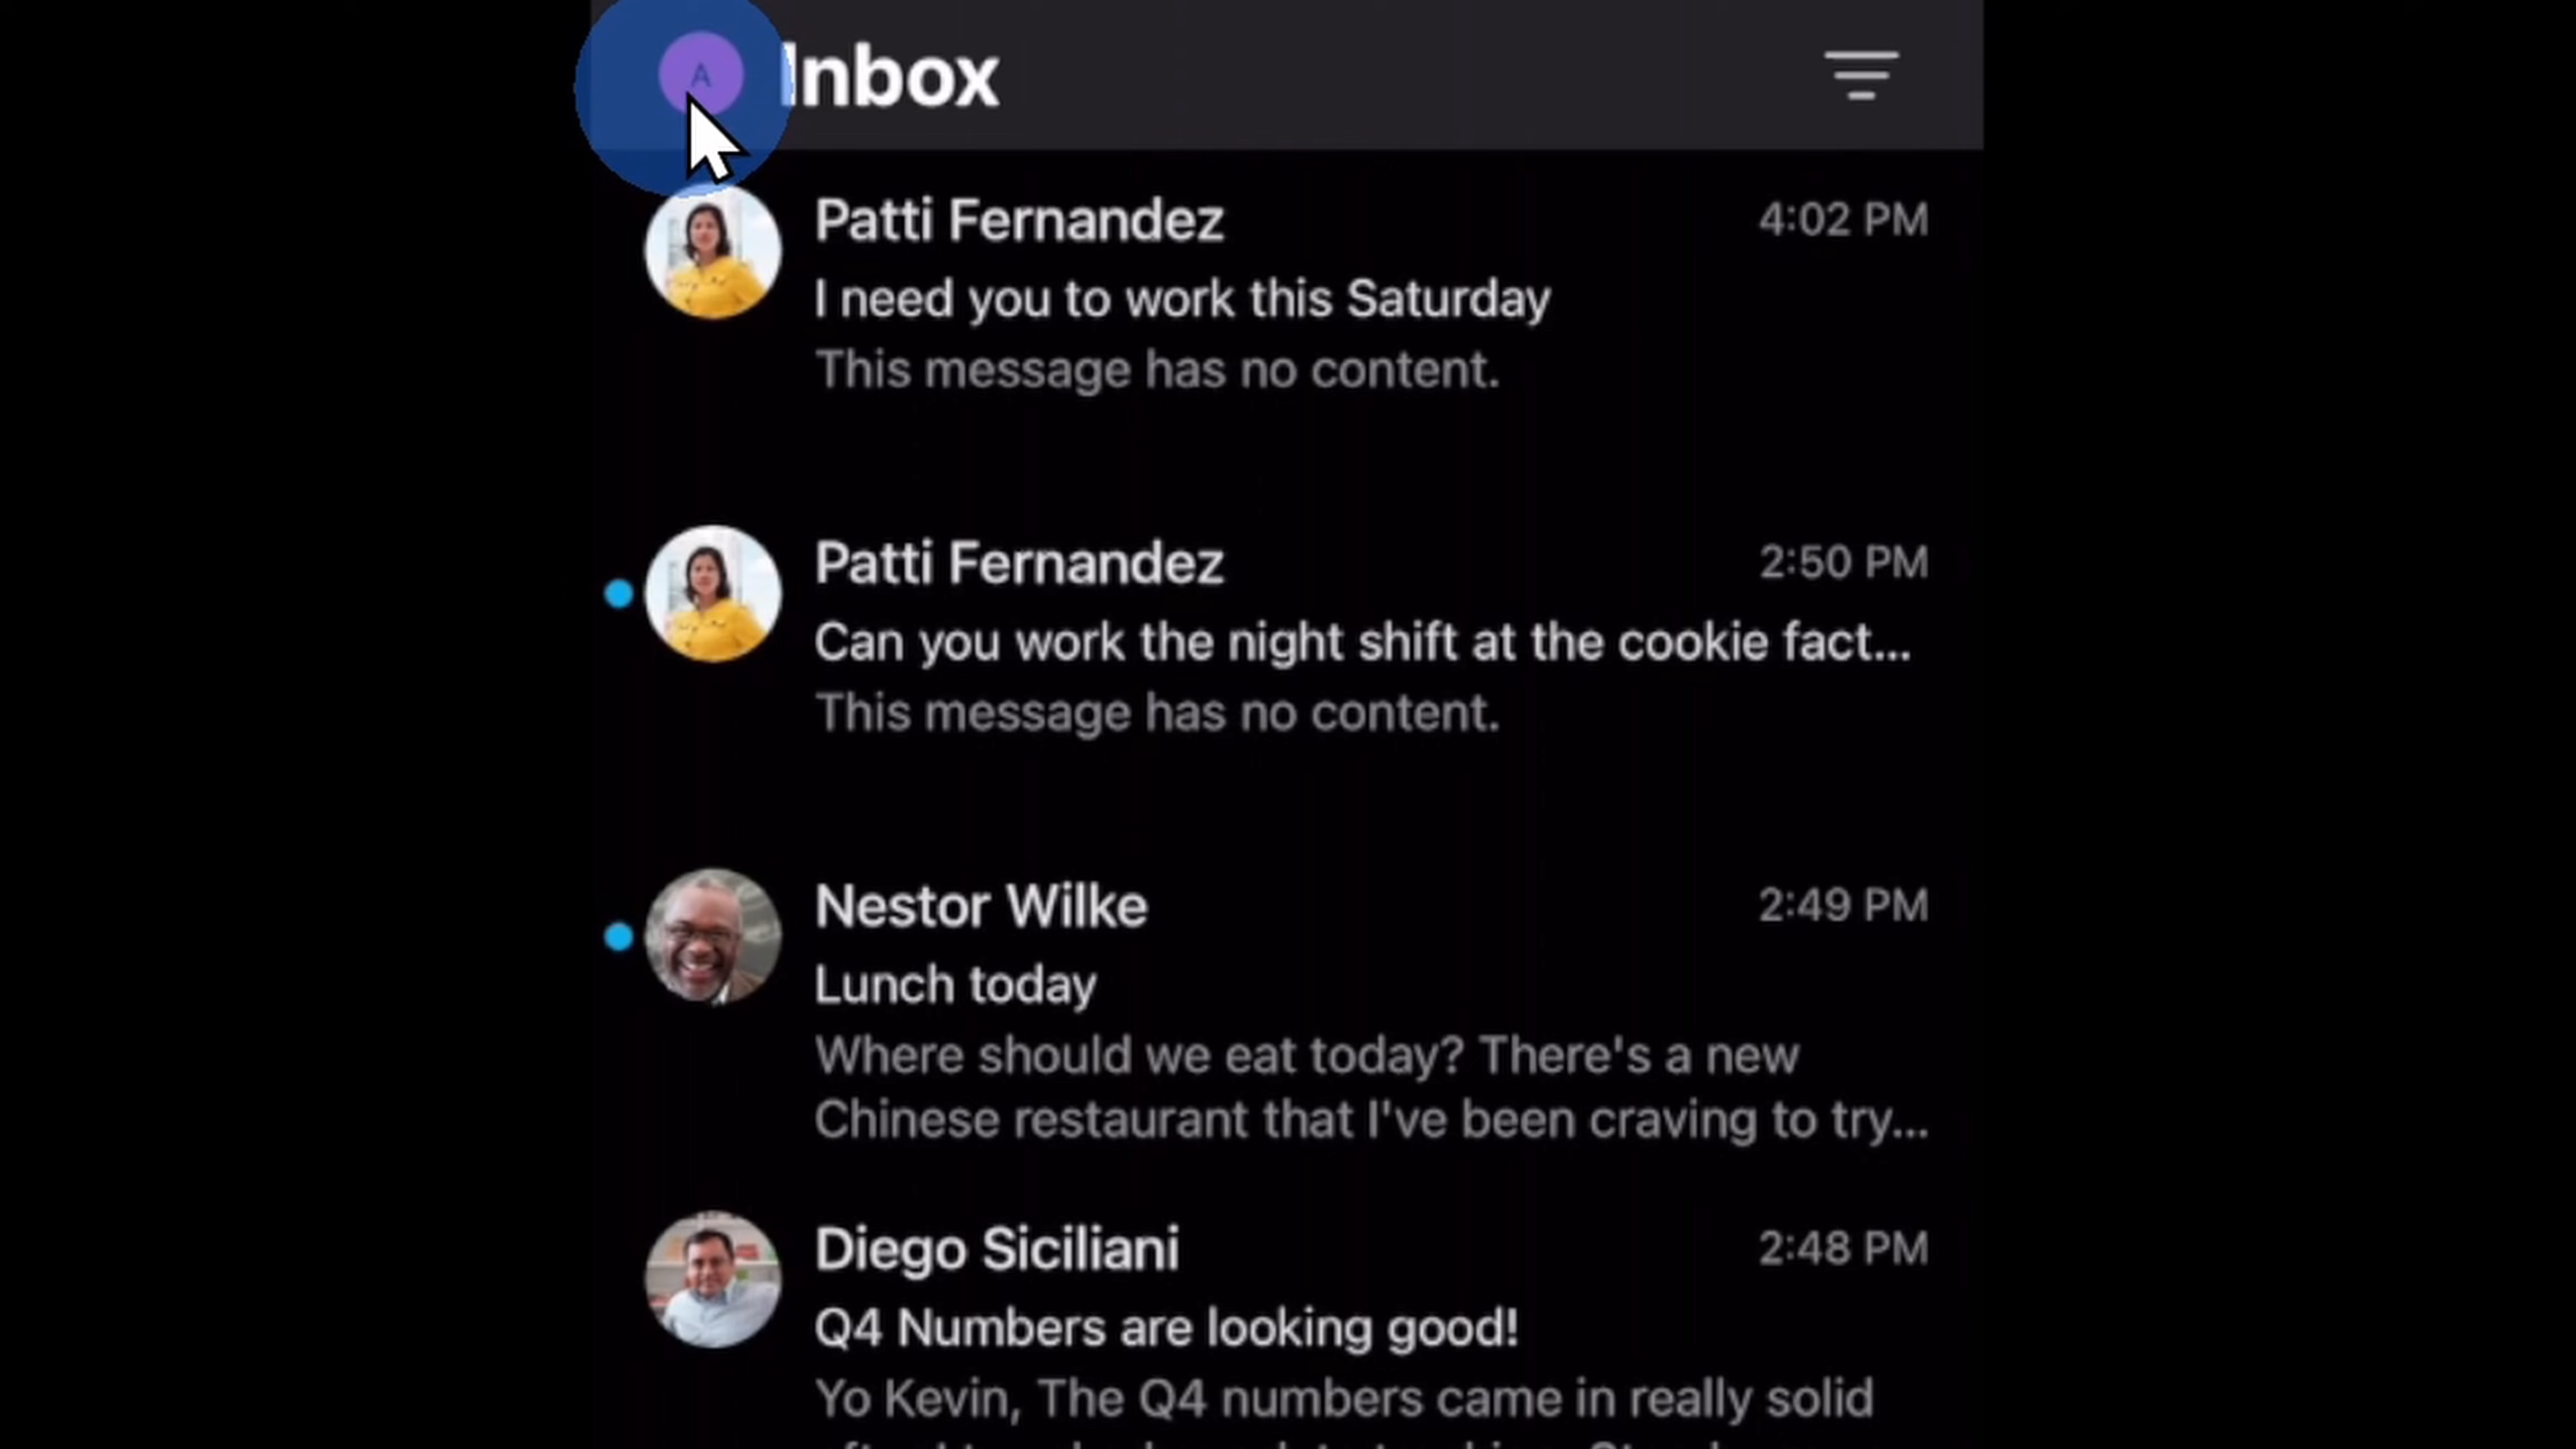 A
Inbox
Patti Fernandez
4:02 PM
I need you to work this Saturday
This message has no content.
Patti Fernandez
2:50 PM
Can you work the night shift at the cookie fact...
This message has no content.
Nestor Wilke
2:49 PM
Lunch today
Where should we eat today? There's a new
Chinese restaurant that I've been craving to try...
Diego Siciliani
2:48 PM
Q4 Numbers are looking good!
Yo Kevin, The Q4 numbers came in really solid